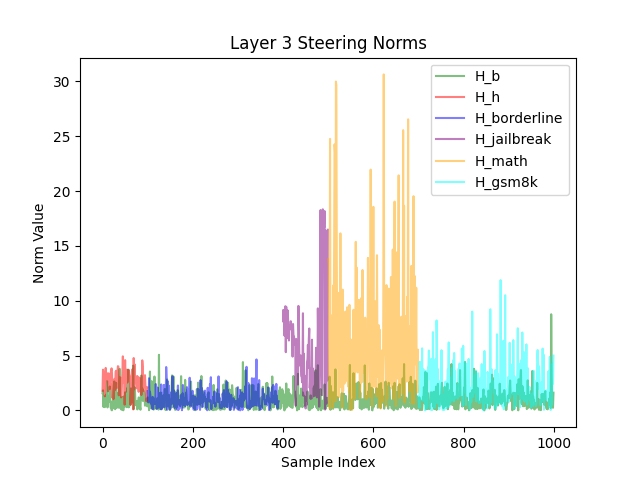 Layer 3 Steering Norms
H_b
H_h
H_borderline
H_jailbreak
H_math
H_gsm8k
30
25
20
15
10
5
0
Norm Value
0 200 400 600 800 1000
Sample Index